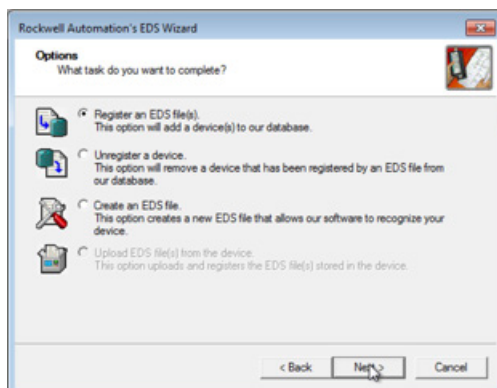 Rockwell Automation's EDS Wizard
Options
What task do you want to complete?
Register an EDS file(s).
This option will add a device(s) to our database.
Unregister a device.
This option will remove a device that has been registered by an EDS file from
our database.
Create an EDS file.
This option creates a new EDS file that allows our software to recognize your
device.
Upload EDS file(s) from the device.
This option uploads and registers the EDS file(s) stored in the device.
< Back
Next >
Cancel